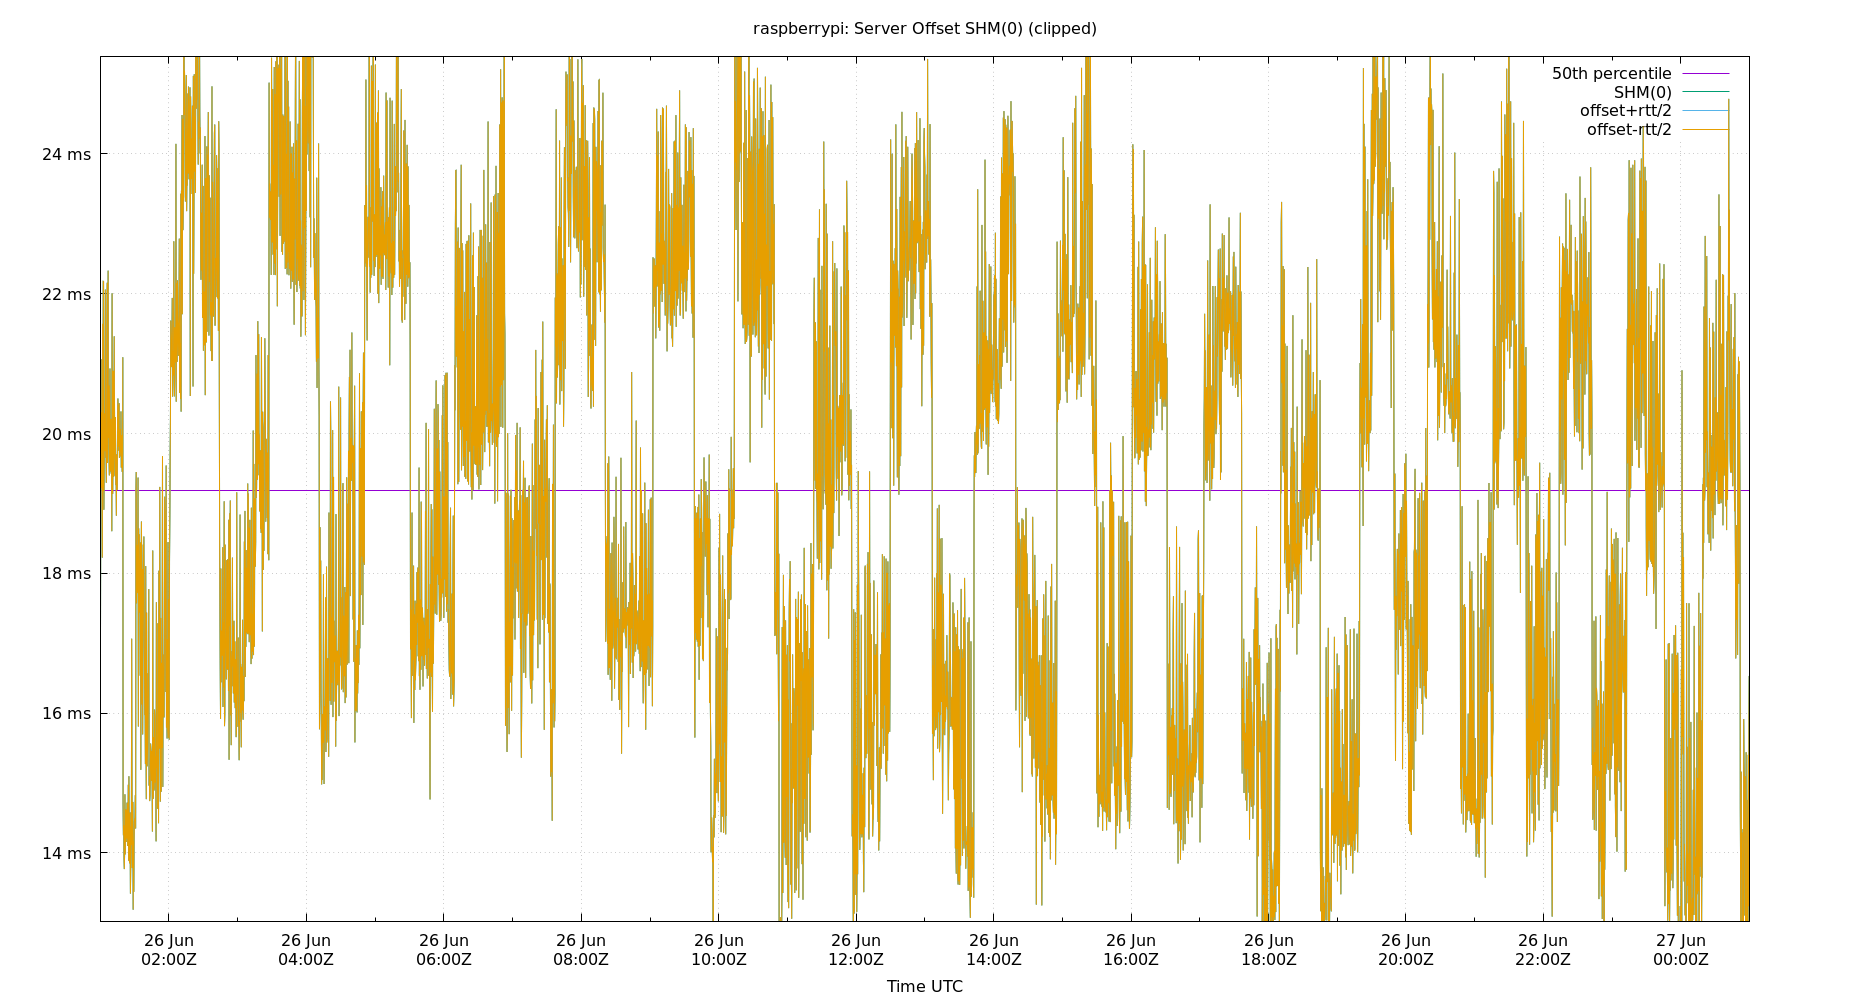 raspberrypi: Server Offset SHM(0) (clipped)
50th percentile
SHM(0)
offset+rtt/2
offset-rtt/2
24 ms
22 ms
20 ms
18 ms
16 ms
14 ms
26 Jun 26 Jun 26 Jun 26 Jun 26 Jun 26 Jun 26 Jun 26 Jun 26 Jun 26 Jun 26 Jun 27 Jun
02:00Z 04:00Z 06:00Z 08:00Z 10:00Z 12:00Z 14:00Z 16:00Z 18:00Z 20:00Z 22:00Z 00:00Z
Time UTC